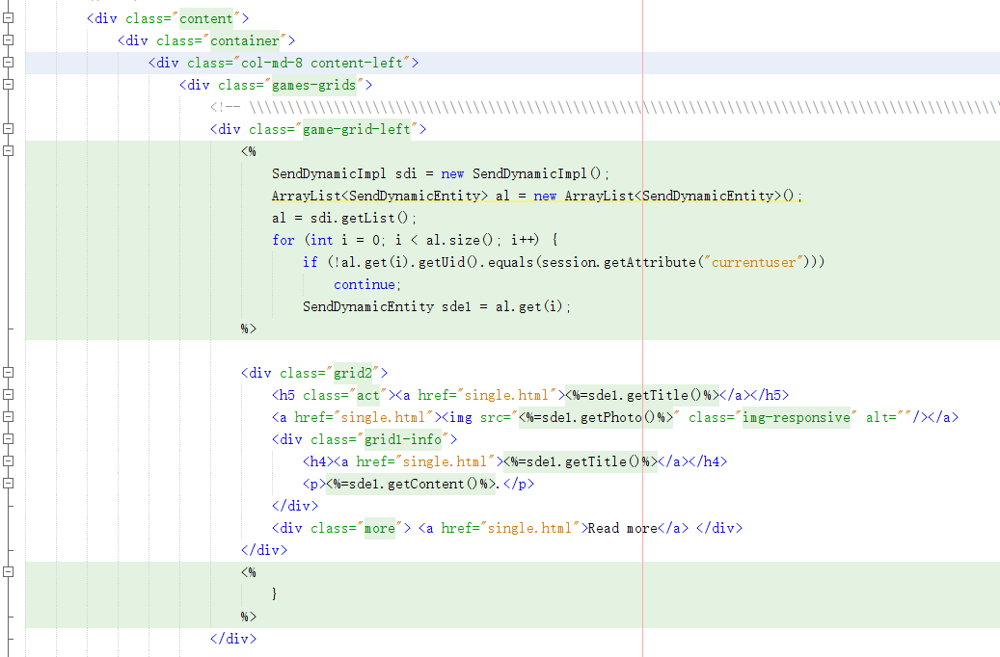 <div class="content">
<div class="container">
<div class="col-md-8 content-left">
<div class="games-grids">
<!-- \\\\\\\\\\\\\\\\\\\\\\\\\\\\\\\\\\\\\\\\\\\\\\\\\\\\\\\\\\\\\\\\\\\\\\\\\\\\\\\\\\\\\\\\\\\\\\\\\
<div class="game-grid-left">
<%
SendDynamicImpl sdi = new SendDynamicImpl();
ArrayList<SendDynamicEntity> al = new ArrayList<SendDynamicEntity>();
al = sdi.getList();
for (int i = 0; i < al.size(); i++) {
if (!al.get(i).getUid().equals(session.getAttribute("currentuser")))
continue;
SendDynamicEntity sde1 = al.get(i);
%>
<div class="grid2">
<h5 class="act"><a href="single.html"><%=sde1.getTitle()%></a></h5>
<a href="single.html"><img src="<%=sde1.getPhoto()%>" class="img-responsive" alt=""/></a>
<div class="grid1-info">
<h4><a href="single.html"><%=sde1.getTitle()%></a></h4>
<p><%=sde1.getContent()%>.</p>
</div>
<div class="more"> <a href="single.html">Read more</a> </div>
</div>
<%
}
%>
</div>